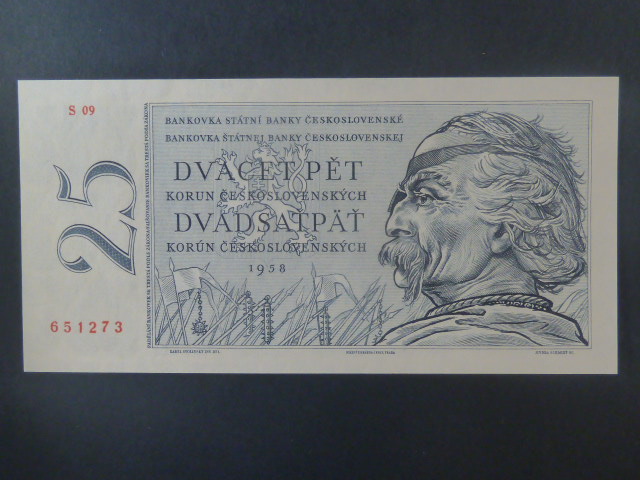 S 09
25
651273
BANKOVKA STÁTNÍ BANKY ČESKOSLOVENSKÉ
BANKOVKA ŠTÁTNEJ BANKY ČESKOSLOVENSKEJ
DVACET PĚT
KORUN ČESKOSLOVENSKÝCH
DVADSAŤPÄŤ
KORÚN ČESKOSLOVENSKÝCH
1958